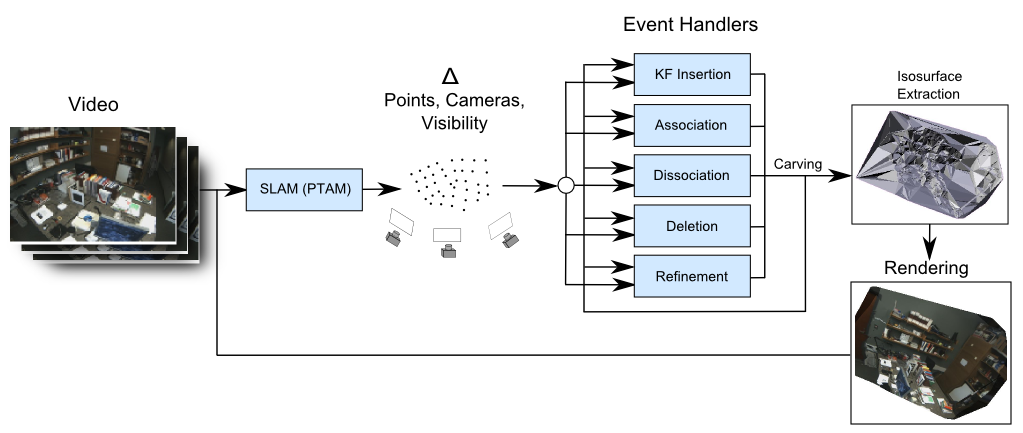 Event Handlers
Video
Δ
Points, Cameras,
Visibility
SLAM (PTAM)
KF Insertion
Association
Dissociation
Deletion
Refinement
Carving
Isosurface
Extraction
Rendering